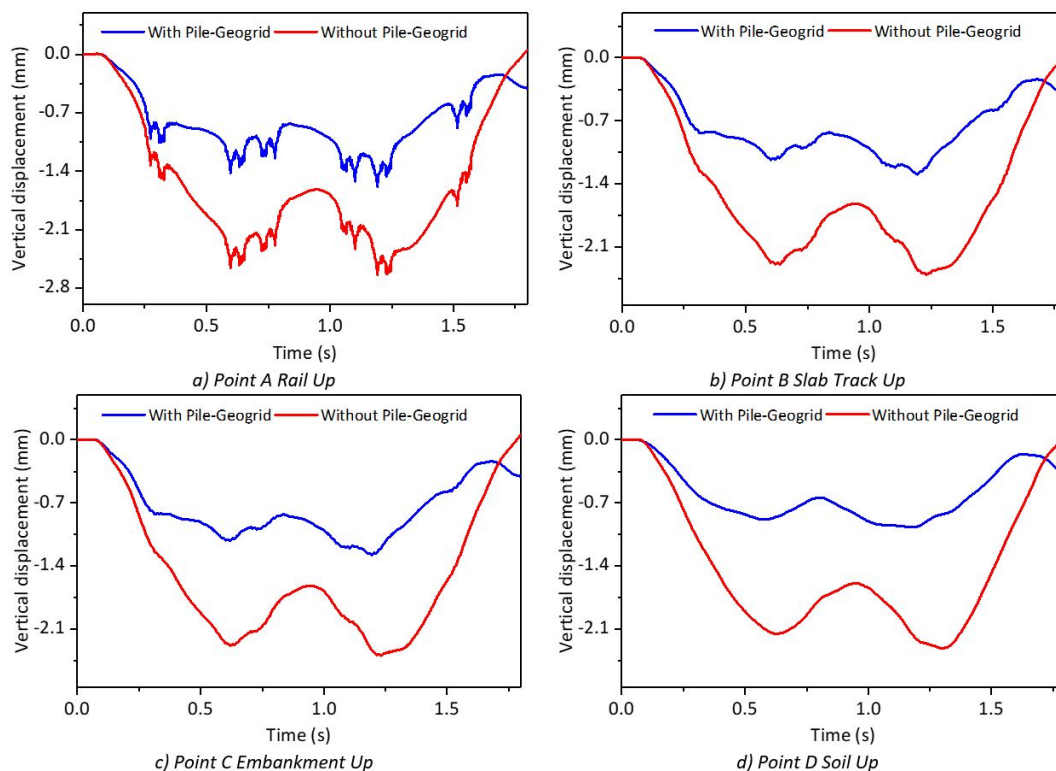 With Pile-Geogrid Without Pile-Geogrid
Vertical displacement (mm)
0.0
-0.7
-1.4
-2.1
-2.8
0.0 0.5 1.0 1.5
Time (s)
a) Point A Rail Up
With Pile-Geogrid Without Pile-Geogrid
Vertical displacement (mm)
0.0
-0.7
-1.4
-2.1
0.0 0.5 1.0 1.5
Time (s)
b) Point B Slab Track Up
With Pile-Geogrid Without Pile-Geogrid
Vertical displacement (mm)
0.0
-0.7
-1.4
-2.1
0.0 0.5 1.0 1.5
Time (s)
c) Point C Embankment Up
With Pile-Geogrid Without Pile-Geogrid
Vertical displacement (mm)
0.0
-0.7
-1.4
-2.1
0.0 0.5 1.0 1.5
Time (s)
d) Point D Soil Up